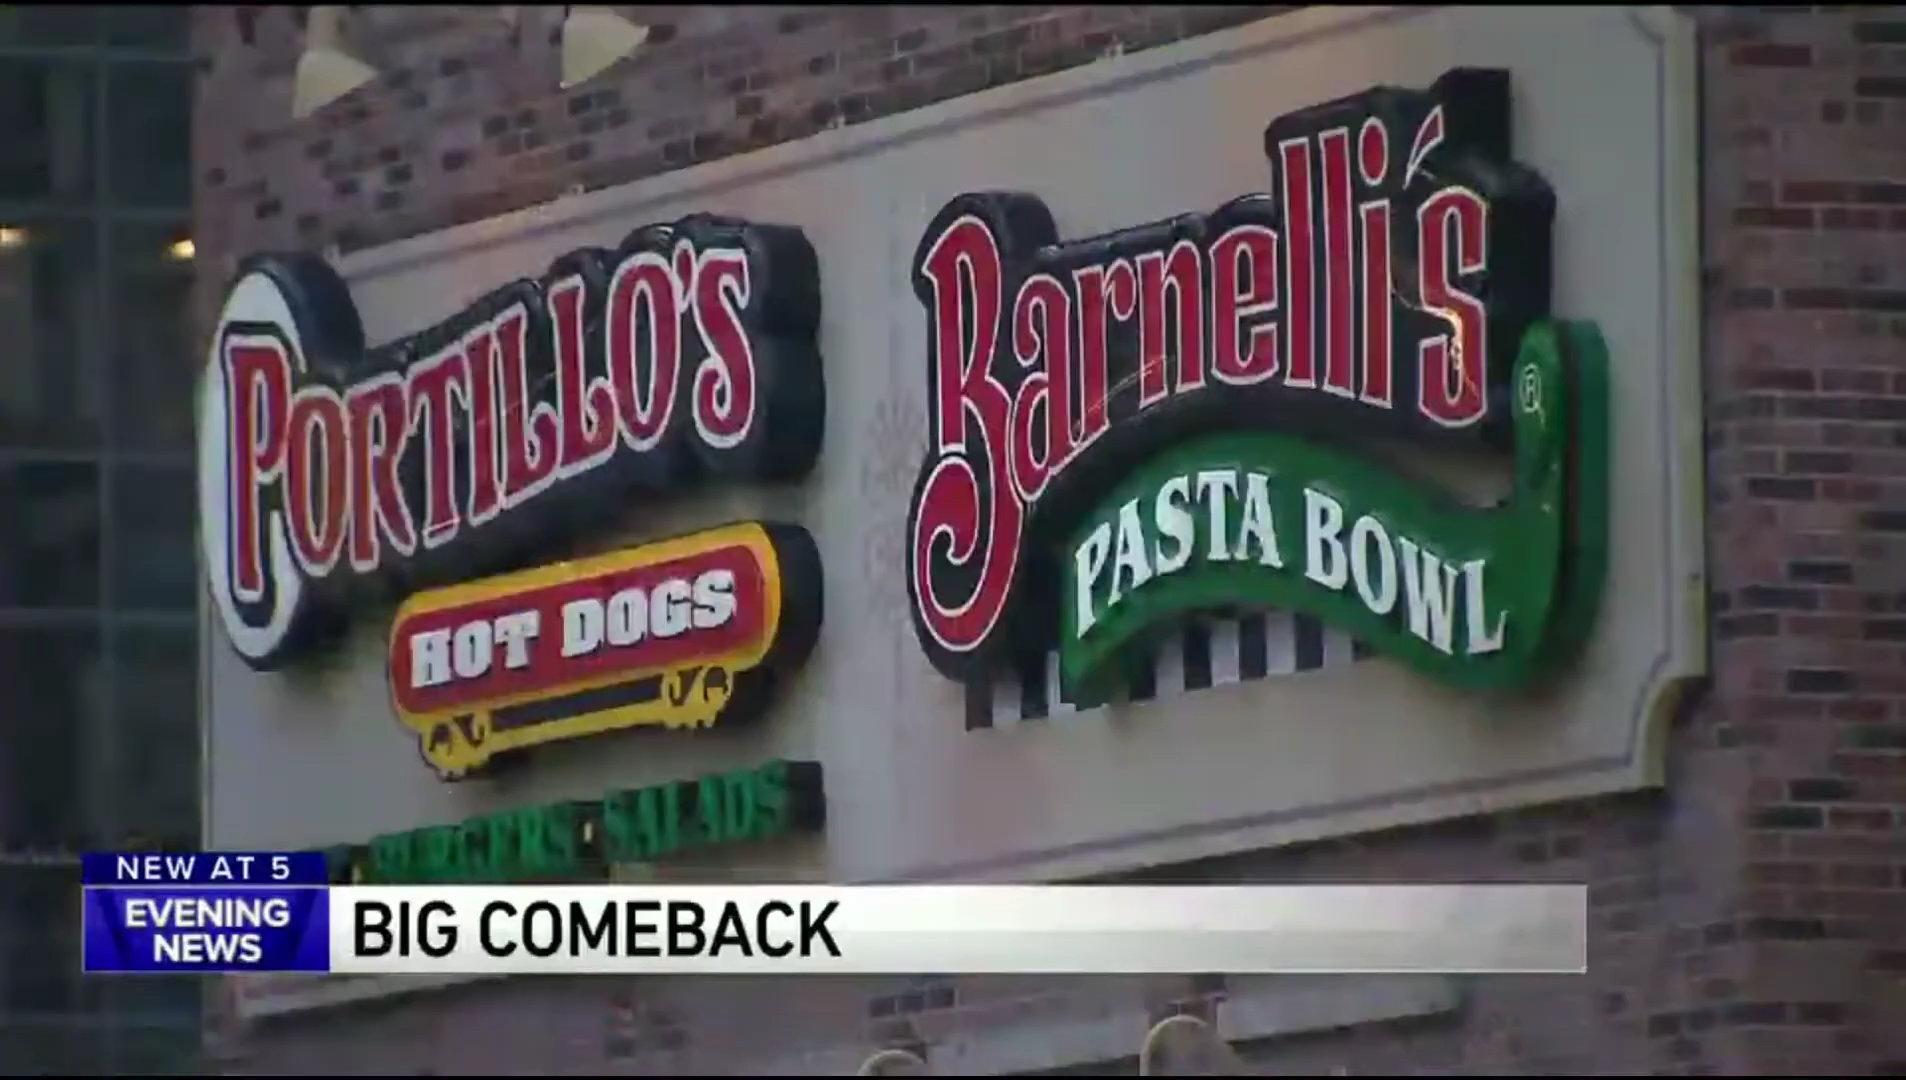 PORTILLO'S
HOT DOGS
BURGERS · SALADS
Barnelli's
®
PASTA BOWL
NEW AT 5
EVENING
NEWS
BIG COMEBACK